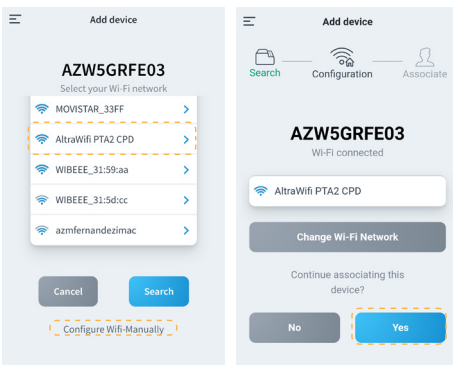 Add device
AZW5GRFE03
Select your Wi-Fi network
MOVISTAR_33FF
AltraWifi PTA2 CPD
WIBEEE_31:59:aa
WIBEEE_31:5d:cc
azmfernandezimac
Cancel
Search
Configure Wifi-Manually
Add device
Search
Configuration
Associate
AZW5GRFE03
Wi-Fi connected
AltraWifi PTA2 CPD
Change Wi-Fi Network
Continue associating this
device?
No
Yes